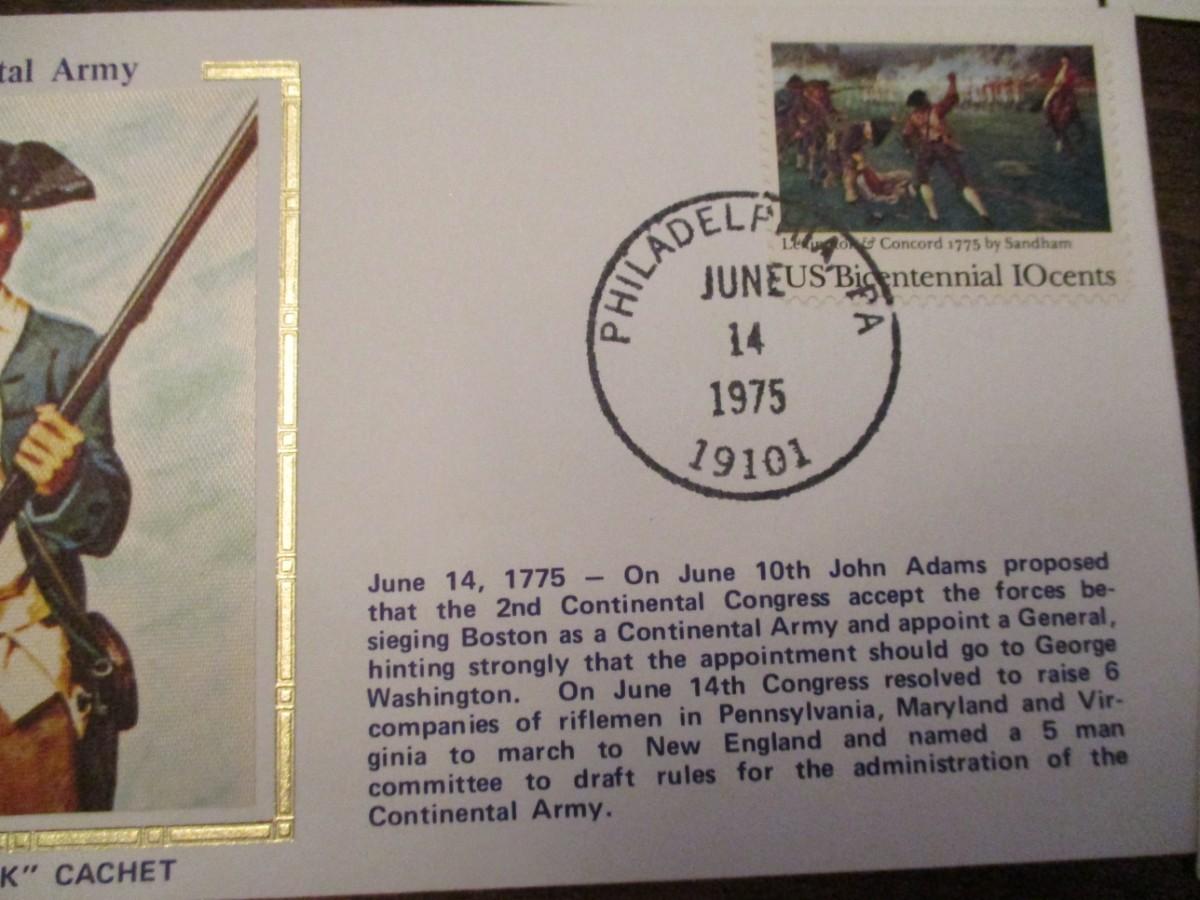 tal Army
Lexington & Concord 1775 by Sandham
US Bicentennial 10cents
PHILADELPHIA, PA
JUNE
14
1975
19101
June 14, 1775 — On June 10th John Adams proposed
that the 2nd Continental Congress accept the forces be-
sieging Boston as a Continental Army and appoint a General,
hinting strongly that the appointment should go to George
Washington. On June 14th Congress resolved to raise 6
companies of riflemen in Pennsylvania, Maryland and Vir-
ginia to march to New England and named a 5 man
committee to draft rules for the administration of the
Continental Army.
K" CACHET